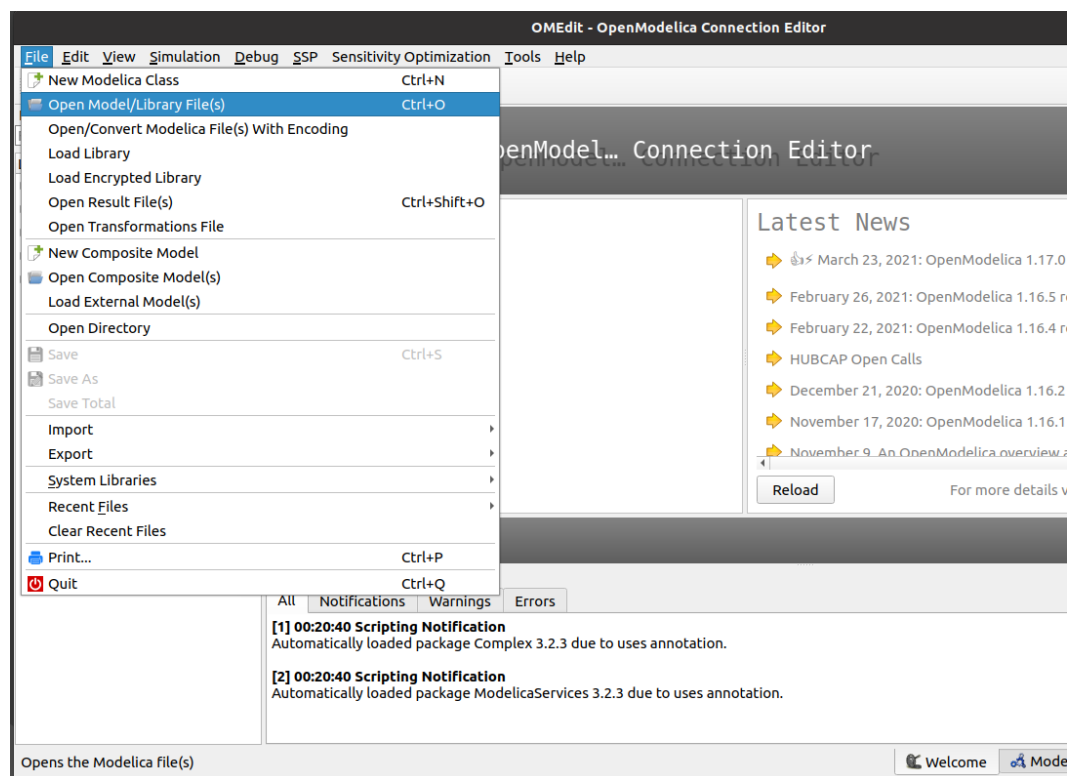 OMEdit - OpenModelica Connection Editor
File Edit View Simulation Debug SSP Sensitivity Optimization Tools Help
New Modelica Class Ctrl+N
Open Model/Library File(s) Ctrl+O
Open/Convert Modelica File(s) With Encoding
Load Library
Load Encrypted Library
Open Result File(s) Ctrl+Shift+O
Open Transformations File
New Composite Model
Open Composite Model(s)
Load External Model(s)
Open Directory
Save Ctrl+S
Save As
Save Total
Import
Export
System Libraries
Recent Files
Clear Recent Files
Print... Ctrl+P
Quit Ctrl+Q
penModel… Connection Editor
Latest News
March 23, 2021: OpenModelica 1.17.0
February 26, 2021: OpenModelica 1.16.5 r
February 22, 2021: OpenModelica 1.16.4 r
HUBCAP Open Calls
December 21, 2020: OpenModelica 1.16.2
November 17, 2020: OpenModelica 1.16.1
November 9, An OpenModelica overview a
Reload For more details v
All Notifications Warnings Errors
[1] 00:20:40 Scripting Notification
Automatically loaded package Complex 3.2.3 due to uses annotation.
[2] 00:20:40 Scripting Notification
Automatically loaded package ModelicaServices 3.2.3 due to uses annotation.
Opens the Modelica file(s)
Welcome Mode